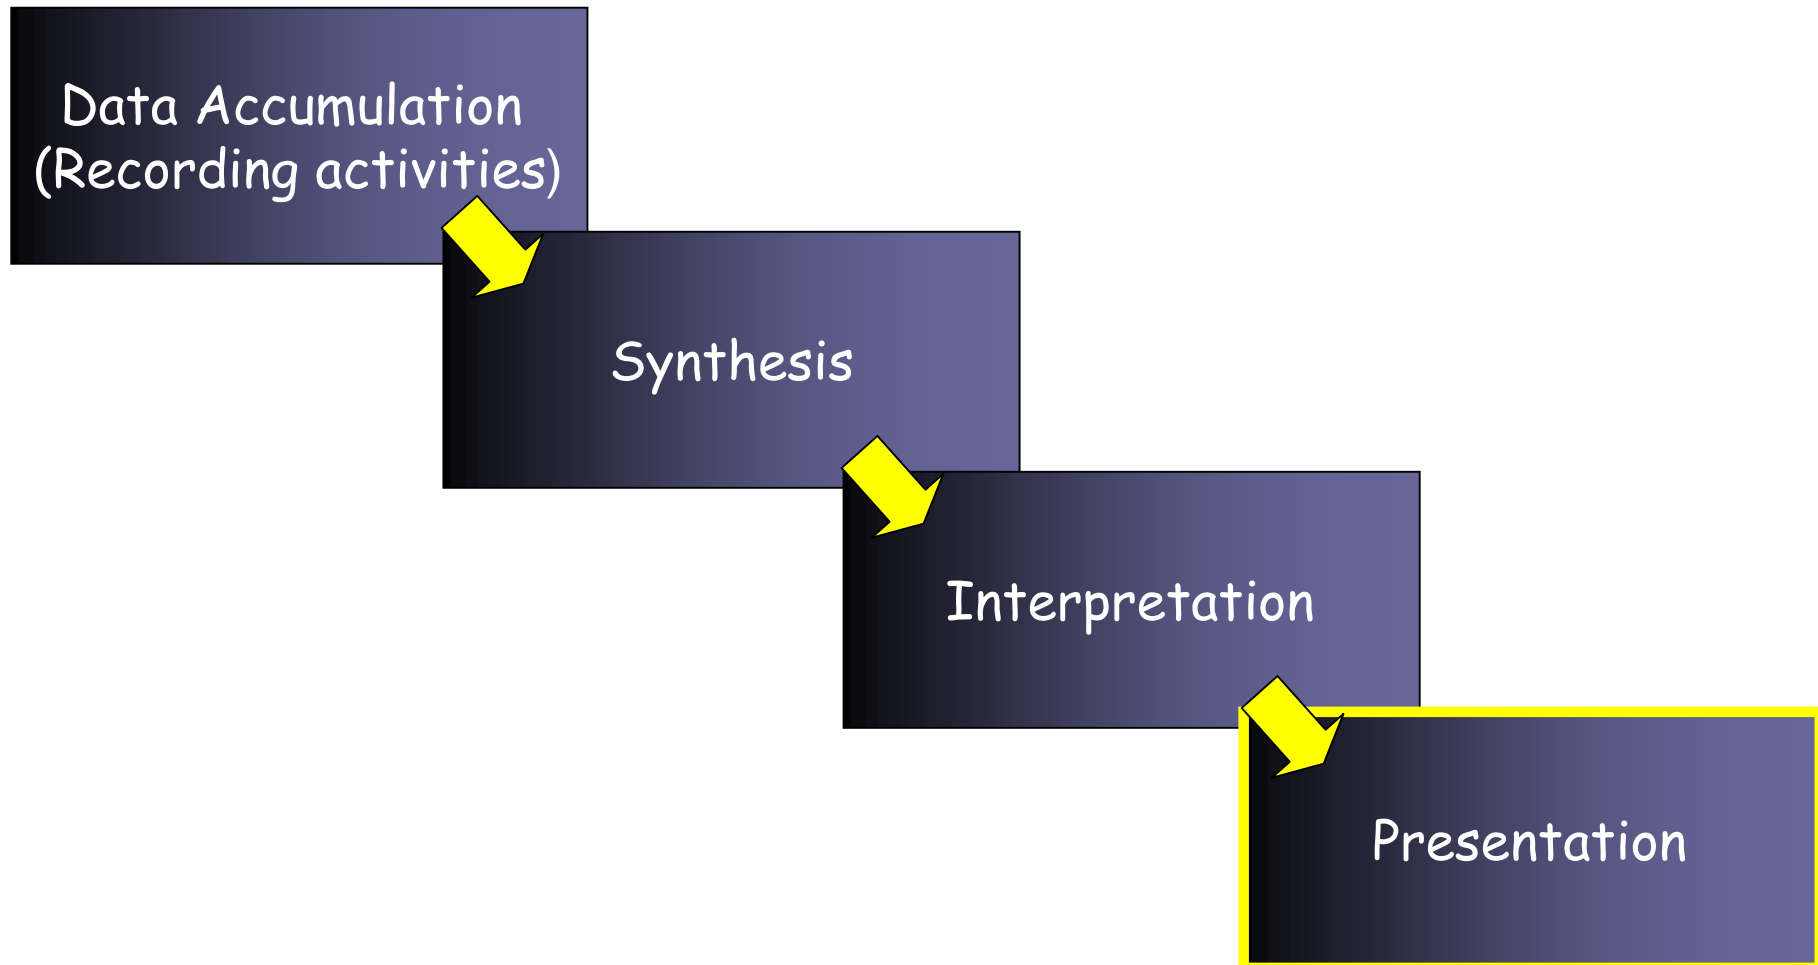 Data Accumulation
(Recording activities)
Synthesis
Interpretation
Presentation